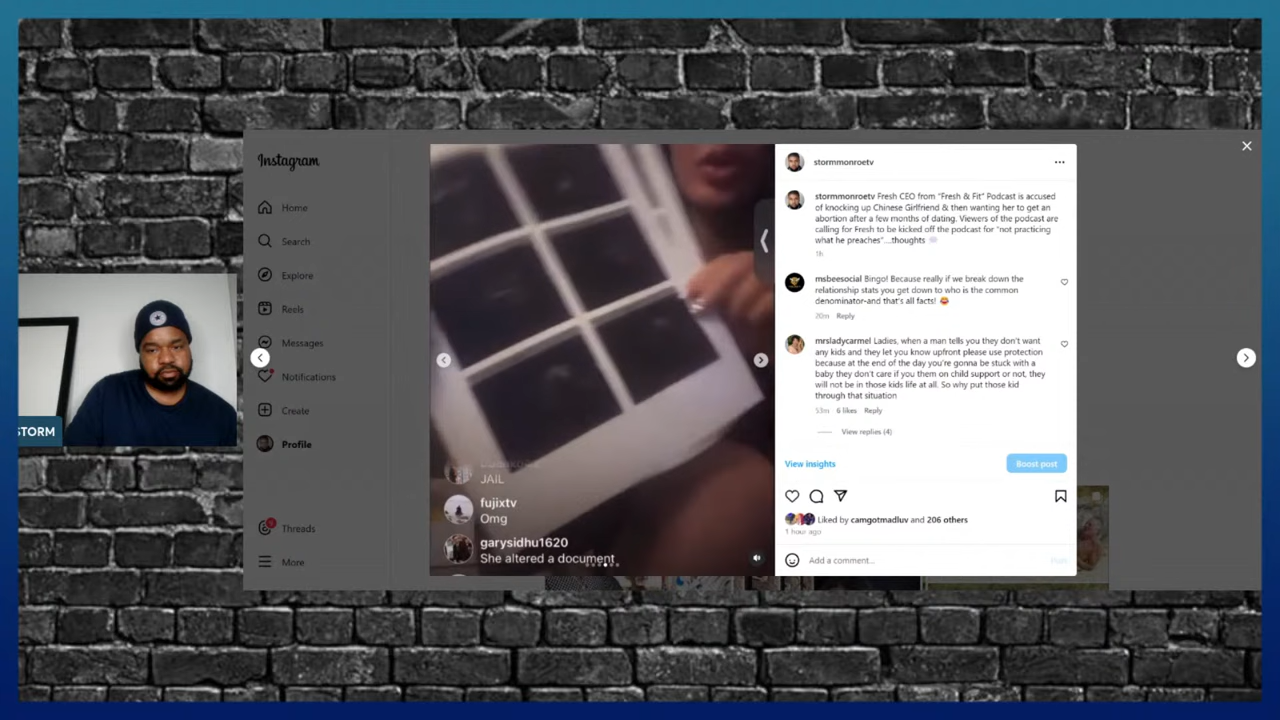 Instagram
Home
Search
Explore
Reels
Messages
Notifications
Create
Profile
Threads
More
STORM
JAIL
fujixtv
Omg
garysidhu1620
She altered a document
stormmonroetv
stormmonroetv Fresh CEO from "Fresh & Fit" Podcast is accused
of knocking up Chinese Girlfriend & then wanting her to get an
abortion after a few months of dating. Viewers of the podcast are
calling for Fresh to be kicked off the podcast for "not practicing
what he preaches"...thoughts
1h
msbeesocial Bingo! Because really if we break down the
relationship stats you get down to who is the common
denominator-and that's all facts!
20m Reply
mrsladycarmel Ladies, when a man tells you they don't want
any kids and they let you know upfront please use protection
because at the end of the day you're gonna be stuck with a
baby they don't care if you them on child support or not, they
will not be in those kids life at all. So why put those kid
through that situation
53m 6 likes Reply
View replies (4)
View insights
Boost post
Liked by camgotmadluv and 206 others
1 hour ago
Add a comment...
Post